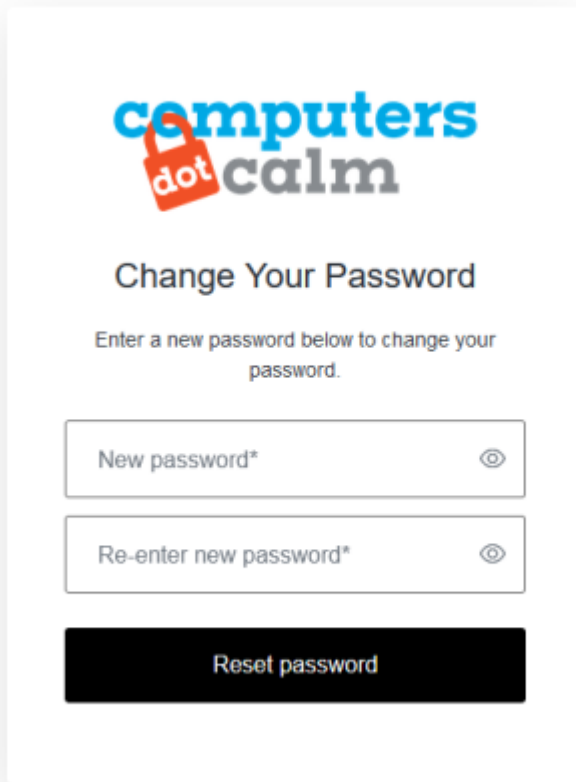 computers
dot calm
Change Your Password
Enter a new password below to change your
password.
New password*
Re-enter new password*
Reset password